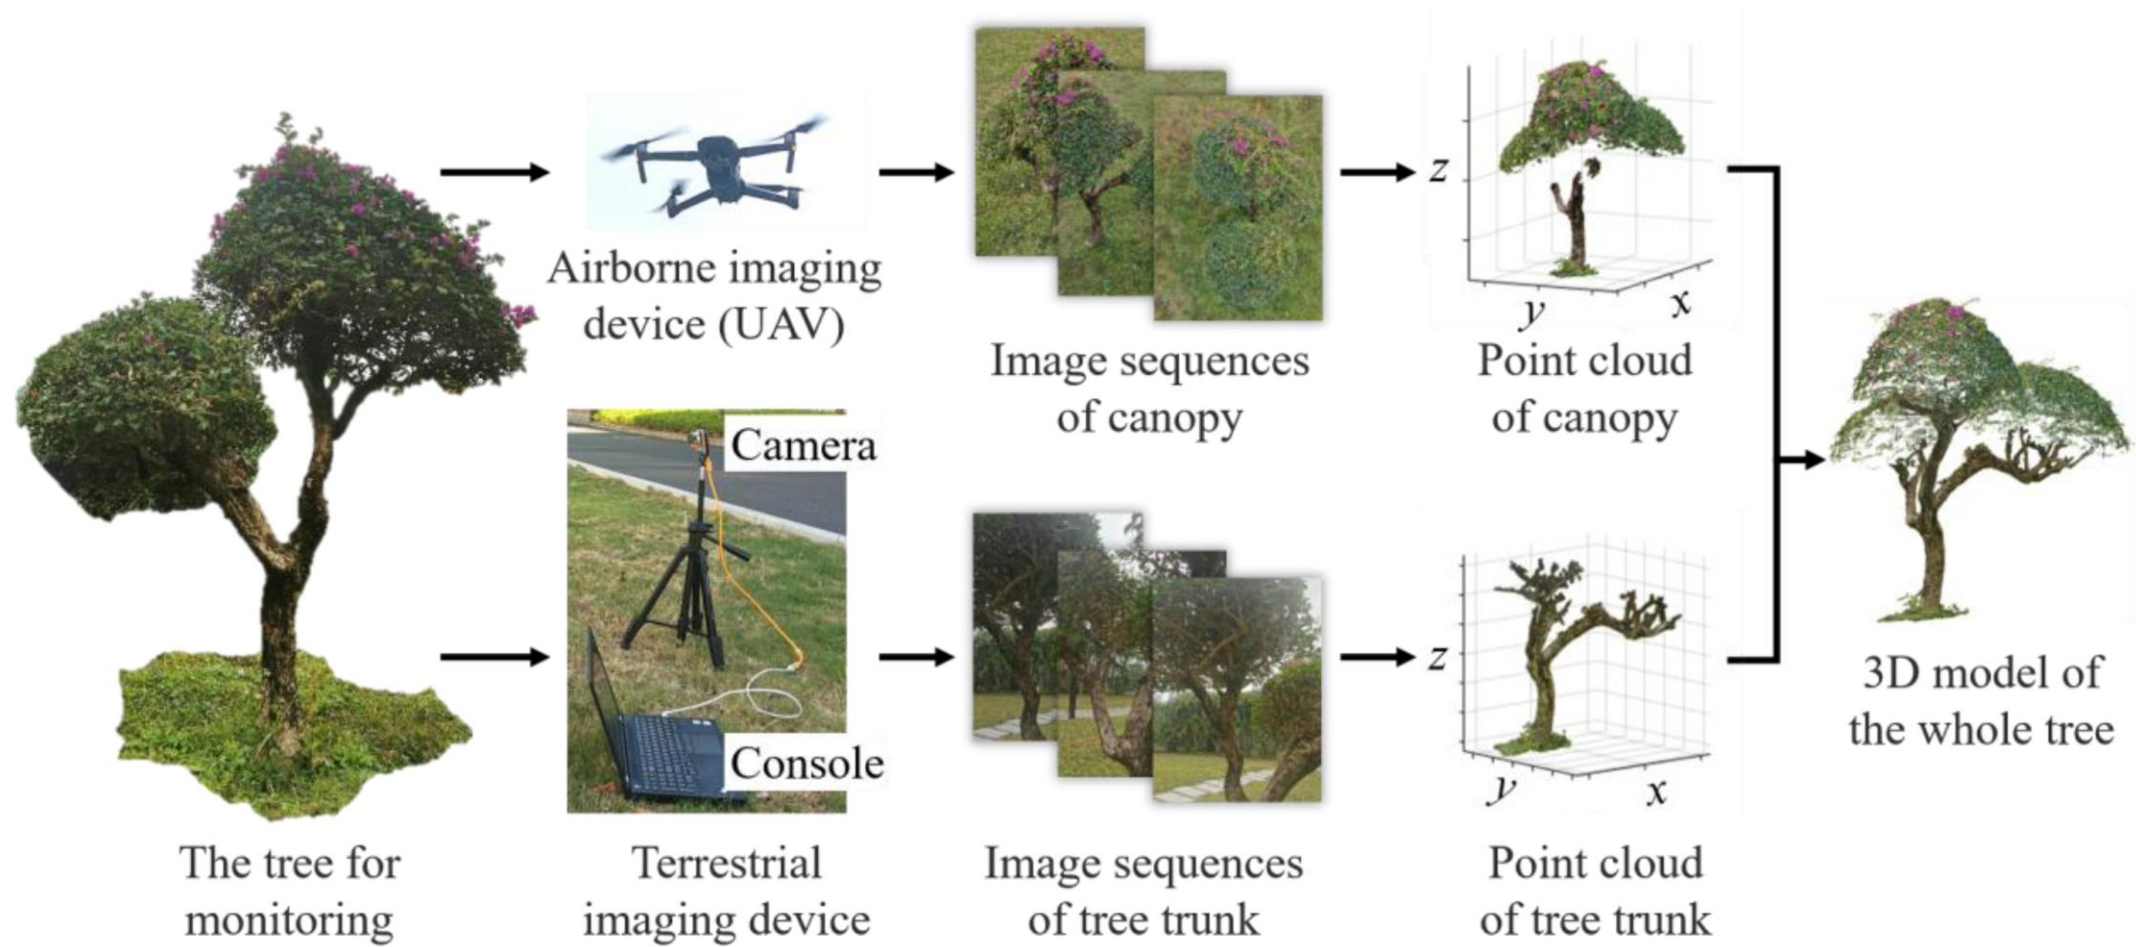 Airborne imaging
device (UAV)
Image sequences
of canopy
z
y
x
Point cloud
of canopy
Camera
Console
The tree for
monitoring
Terrestrial
imaging device
Image sequences
of tree trunk
z
y
x
Point cloud
of tree trunk
3D model of
the whole tree